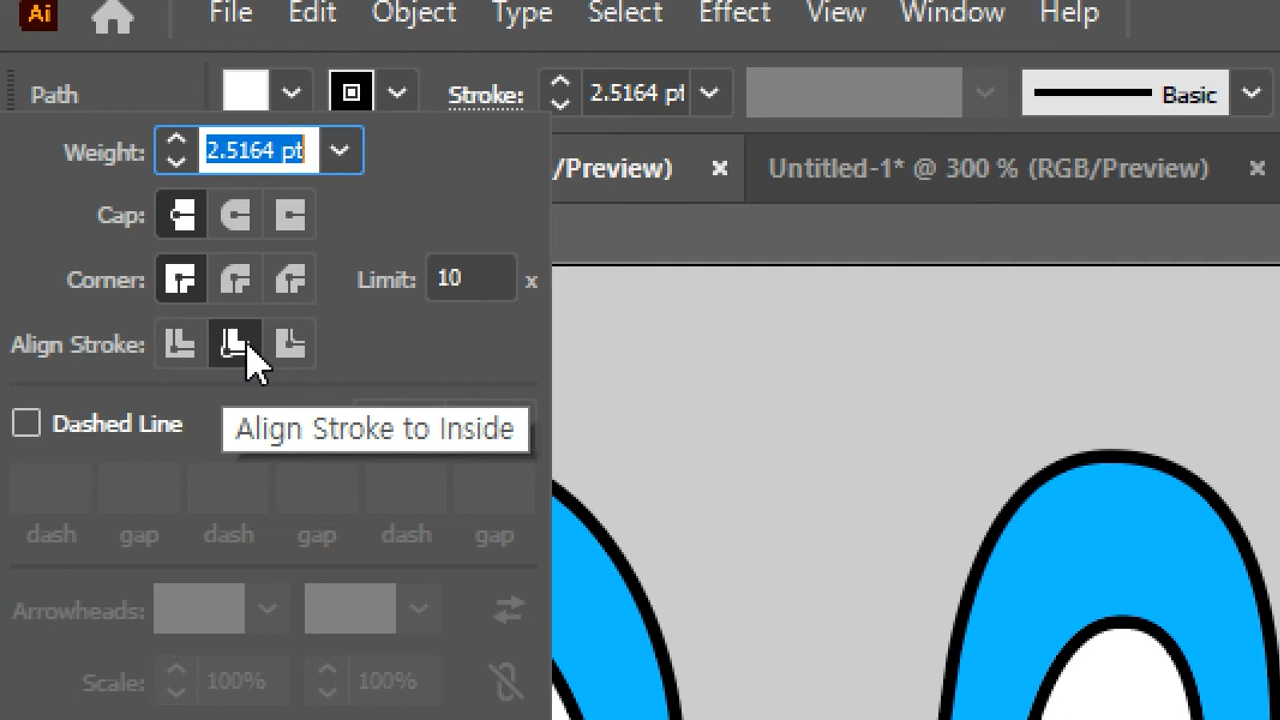 Ai File Edit Object Type Select Effect View Window Help
Path Stroke: 2.5164 pt Basic
Weight: 2.5164 pt
/Preview) × Untitled-1* @ 300 % (RGB/Preview) ×
Cap:
Corner: Limit: 10 x
Align Stroke:
Dashed Line
Align Stroke to Inside
dash gap dash gap dash gap
Arrowheads:
Scale: 100% 100%